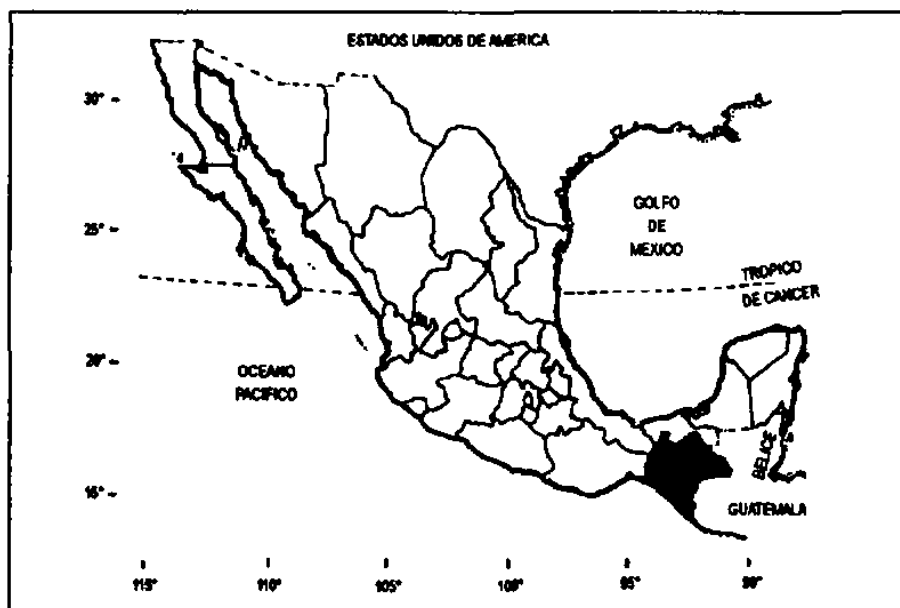 ESTADOS UNIDOS DE AMERICA
30°
25°
20°
15°
GOLFO
DE
MEXICO
TROPICO
DE CANCER
OCEANO
PACIFICO
BELICE
GUATEMALA
115°
110°
105°
100°
95°
90°